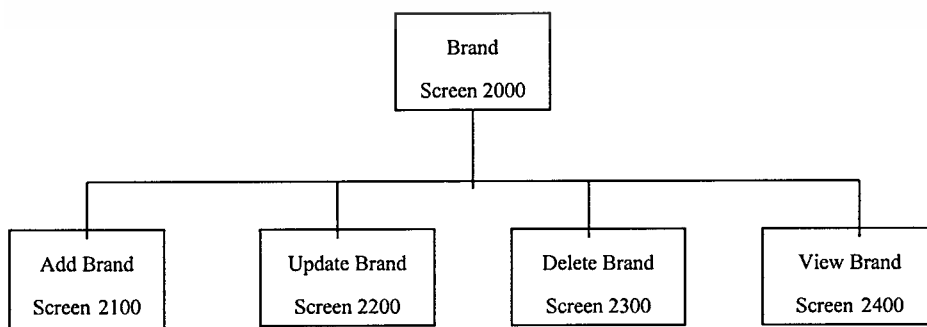 Brand
Screen 2000
Add Brand
Screen 2100
Update Brand
Screen 2200
Delete Brand
Screen 2300
View Brand
Screen 2400